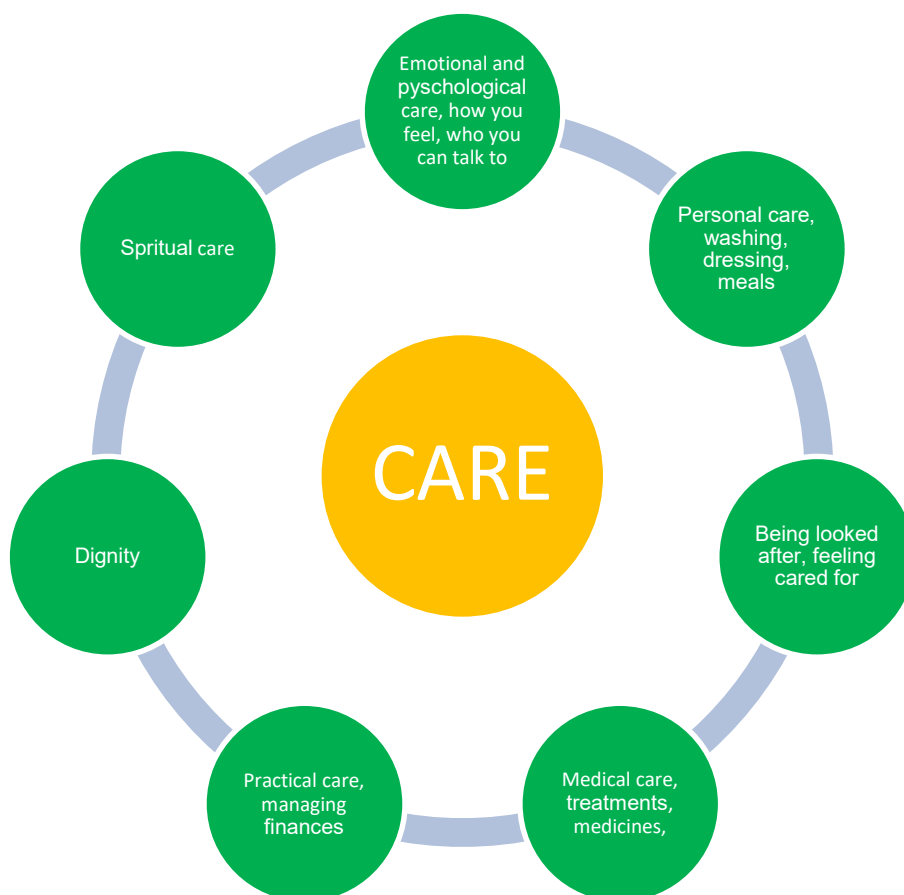 Emotional and
pyschological
care, how you
feel, who you
can talk to
Personal care,
washing,
dressing,
meals
Being looked
after, feeling
cared for
Medical care,
treatments,
medicines,
Practical care,
managing
finances
Dignity
Spritual care
CARE